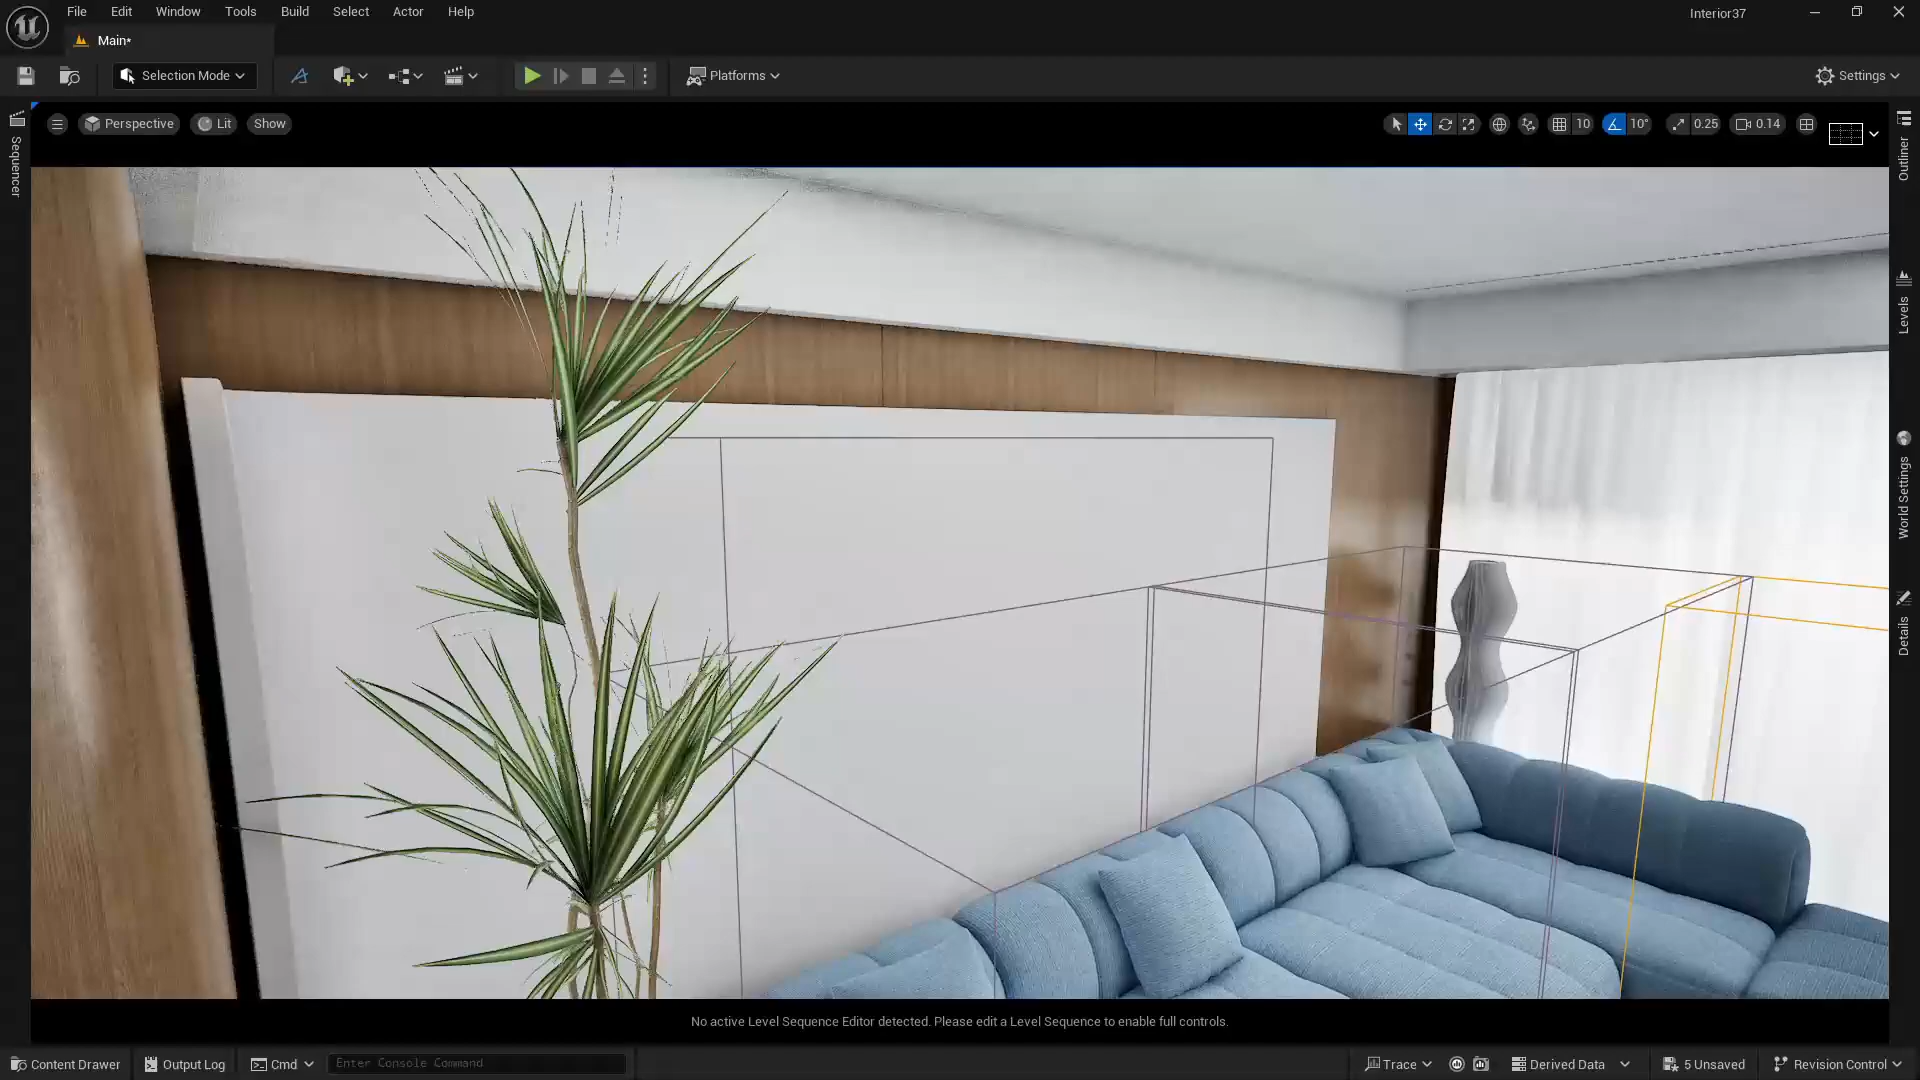 File Edit Window Tools Build Select Actor Help
Interior37
Main*
Selection Mode
Platforms
Settings
Perspective
Lit
Show
10
10°
0.25
0.14
Sequencer
Outliner
Levels
World Settings
Details
No active Level Sequence Editor detected. Please edit a Level Sequence to enable full controls.
Content Drawer
Output Log
Cmd
Enter Console Command
Trace
Derived Data
5 Unsaved
Revision Control